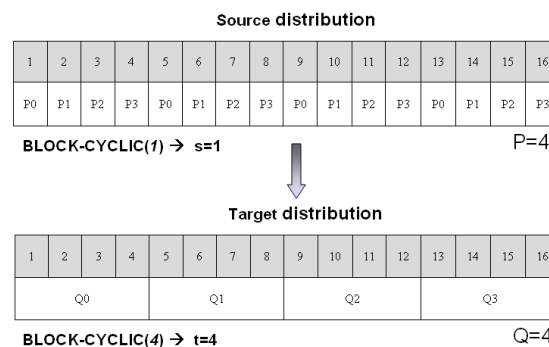 Source distribution
1 2 3 4 5 6 7 8 9 10 11 12 13 14 15 16
P0 P1 P2 P3 P0 P1 P2 P3 P0 P1 P2 P3 P0 P1 P2 P3
BLOCK-CYCLIC(1) → s=1 P=4
Target distribution
1 2 3 4 5 6 7 8 9 10 11 12 13 14 15 16
Q0 Q1 Q2 Q3
BLOCK-CYCLIC(4) → t=4 Q=4